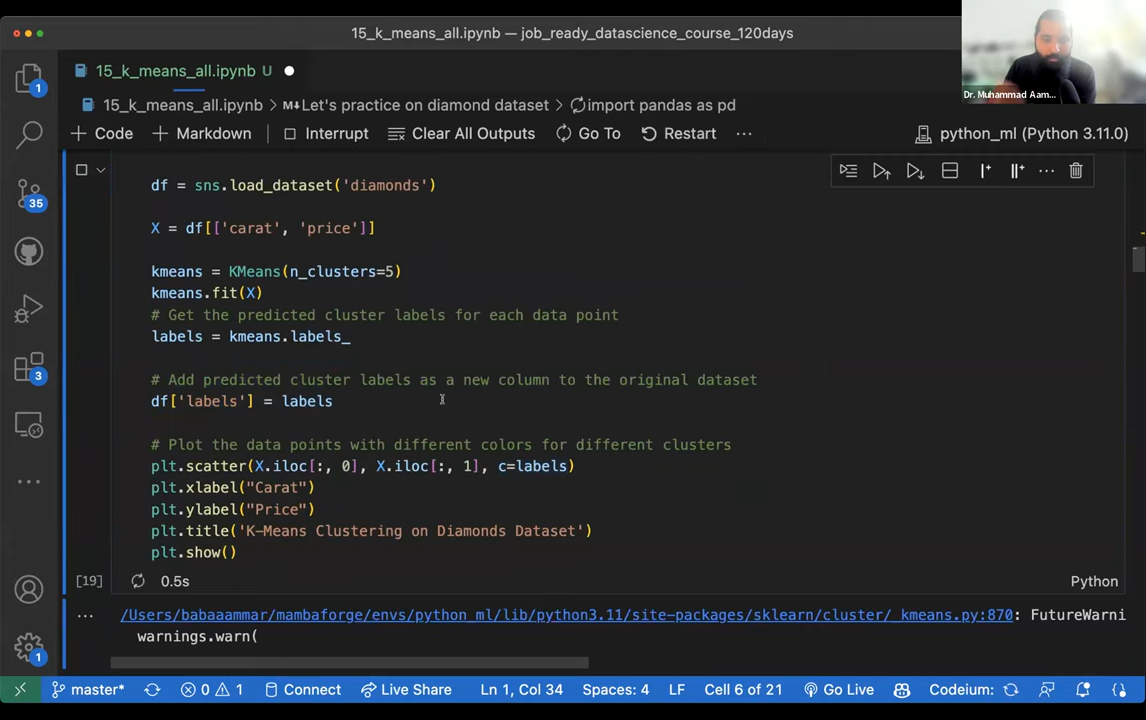 15_k_means_all.ipynb — job_ready_datascience_course_120days
Dr. Muhammad Aam...
15_k_means_all.ipynb U
15_k_means_all.ipynb > Let's practice on diamond dataset > import pandas as pd
+ Code + Markdown Interrupt Clear All Outputs Go To Restart ... python_ml (Python 3.11.0)
df = sns.load_dataset('diamonds')
X = df[['carat', 'price']]
kmeans = KMeans(n_clusters=5)
kmeans.fit(X)
# Get the predicted cluster labels for each data point
labels = kmeans.labels_
# Add predicted cluster labels as a new column to the original dataset
df['labels'] = labels
# Plot the data points with different colors for different clusters
plt.scatter(X.iloc[:, 0], X.iloc[:, 1], c=labels)
plt.xlabel("Carat")
plt.ylabel("Price")
plt.title('K-Means Clustering on Diamonds Dataset')
plt.show()
[19] 0.5s Python
/Users/babaaammar/mambaforge/envs/python_ml/lib/python3.11/site-packages/sklearn/cluster/_kmeans.py:870: FutureWarni
warnings.warn(
1
35
3
1
master* 0 1 Connect Live Share Ln 1, Col 34 Spaces: 4 LF Cell 6 of 21 Go Live Codeium: